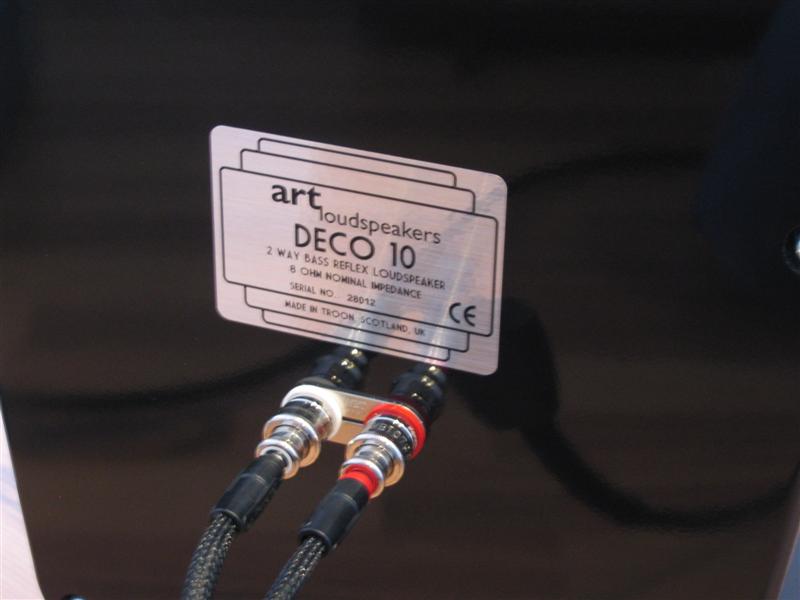 art
loudspeakers
DECO 10
2 WAY BASS REFLEX LOUDSPEAKER
8 OHM NOMINAL IMPEDANCE
SERIAL NO. 28012
CE
MADE IN TROON, SCOTLAND, UK